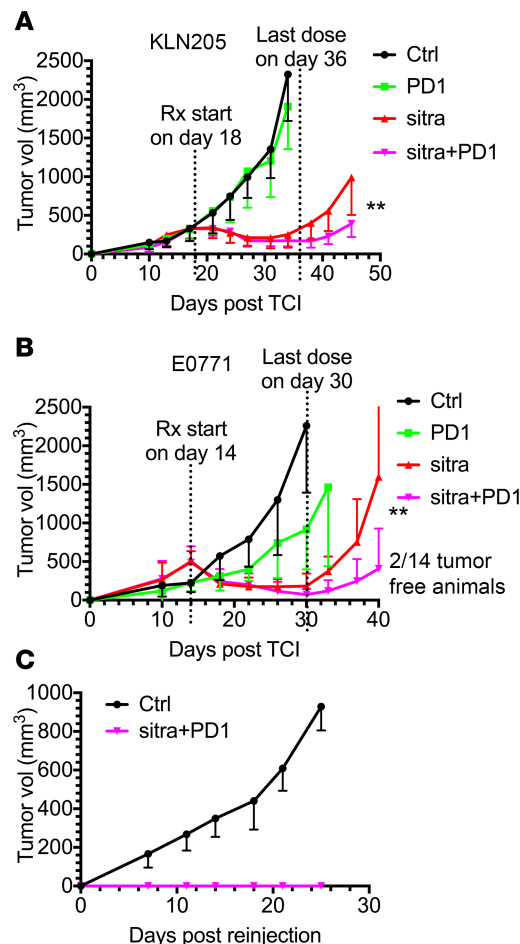 A
KLN205
Last dose
on day 36
Rx start
on day 18
Tumor vol (mm3)
2500
2000
1500
1000
500
0
0 10 20 30 40 50
Days post TCI
Ctrl
PD1
sitra
sitra+PD1
**
B
E0771
Last dose
on day 30
Rx start
on day 14
Tumor vol (mm3)
2500
2000
1500
1000
500
0
0 10 20 30 40
Days post TCI
Ctrl
PD1
sitra
sitra+PD1
**
2/14 tumor
free animals
C
Tumor vol (mm3)
1000
800
600
400
200
0
0 10 20 30
Days post reinjection
Ctrl
sitra+PD1